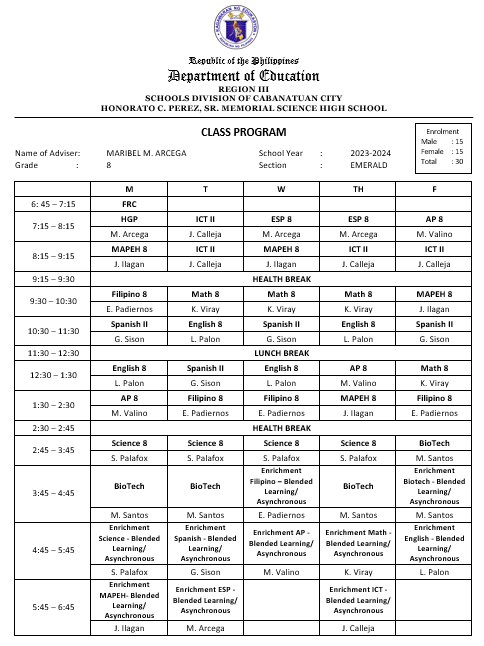 Republic of the Philippines
Department of Education
REGION III
SCHOOLS DIVISION OF CABANATUAN CITY
HONORATO C. PEREZ, SR. MEMORIAL SCIENCE HIGH SCHOOL
CLASS PROGRAM
Enrolment
Male : 15
Female : 15
Total : 30
Name of Adviser: MARIBEL M. ARCEGA School Year : 2023-2024
Grade : 8 Section : EMERALD
M T W TH F
6: 45 – 7:15 FRC
7:15 – 8:15 HGP ICT II ESP 8 ESP 8 AP 8
M. Arcega J. Calleja M. Arcega M. Arcega M. Valino
8:15 – 9:15 MAPEH 8 ICT II MAPEH 8 ICT II ICT II
J. Ilagan J. Calleja J. Ilagan J. Calleja J. Calleja
9:15 – 9:30 HEALTH BREAK
9:30 – 10:30 Filipino 8 Math 8 Math 8 Math 8 MAPEH 8
E. Padiernos K. Viray K. Viray K. Viray J. Ilagan
10:30 – 11:30 Spanish II English 8 Spanish II Spanish II English 8
G. Sison L. Palon G. Sison G. Sison L. Palon
11:30 – 12:30 LUNCH BREAK
12:30 – 1:30 English 8 Spanish II English 8 AP 8 Math 8
L. Palon G. Sison L. Palon M. Valino K. Viray
1:30 – 2:30 AP 8 Filipino 8 Filipino 8 MAPEH 8 Filipino 8
M. Valino E. Padiernos E. Padiernos J. Ilagan E. Padiernos
2:30 – 2:45 HEALTH BREAK
2:45 – 3:45 Science 8 Science 8 Science 8 Science 8 BioTech
S. Palafox S. Palafox S. Palafox S. Palafox M. Santos
3:45 – 4:45 BioTech BioTech Enrichment Filipino – Blended Learning/ Asynchronous BioTech Enrichment Biotech - Blended Learning/ Asynchronous
M. Santos M. Santos E. Padiernos M. Santos M. Santos
4:45 – 5:45 Enrichment Science - Blended Learning/ Asynchronous Enrichment Spanish - Blended Learning/ Asynchronous Enrichment AP - Blended Learning/ Asynchronous Enrichment Math - Blended Learning/ Asynchronous Enrichment English - Blended Learning/ Asynchronous
S. Palafox G. Sison M. Valino K. Viray L. Palon
5:45 – 6:45 Enrichment MAPEH- Blended Learning/ Asynchronous Enrichment ESP - Blended Learning/ Asynchronous Enrichment ICT - Blended Learning/ Asynchronous
J. Ilagan M. Arcega J. Calleja